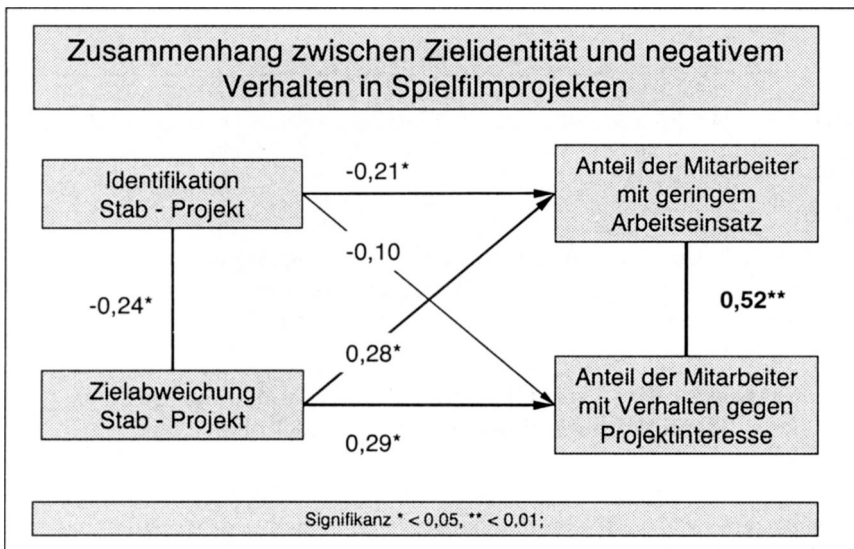 Zusammenhang zwischen Zielidentität und negativem
Verhalten in Spielfilmprojekten
Identifikation
Stab - Projekt
-0,21*
Anteil der Mitarbeiter
mit geringem
Arbeitseinsatz
-0,10
-0,24*
0,52**
0,28*
Zielabweichung
Stab - Projekt
Anteil der Mitarbeiter
mit Verhalten gegen
Projektinteresse
0,29*
Signifikanz * < 0,05, ** < 0,01;